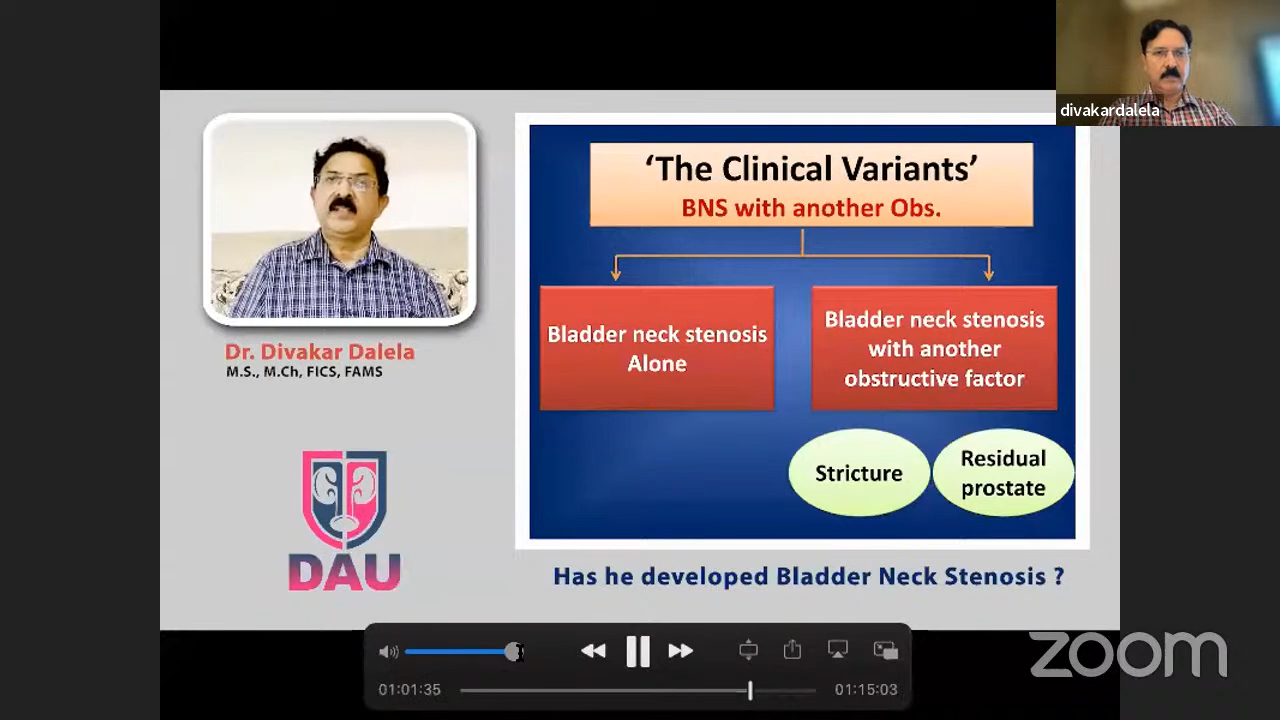 divakardalela
‘The Clinical Variants’
BNS with another Obs.
Bladder neck stenosis
Alone
Bladder neck stenosis
with another
obstructive factor
Stricture
Residual
prostate
Dr. Divakar Dalela
M.S., M.Ch, FICS, FAMS
DAU
Has he developed Bladder Neck Stenosis ?
01:01:35
01:15:03
zoom